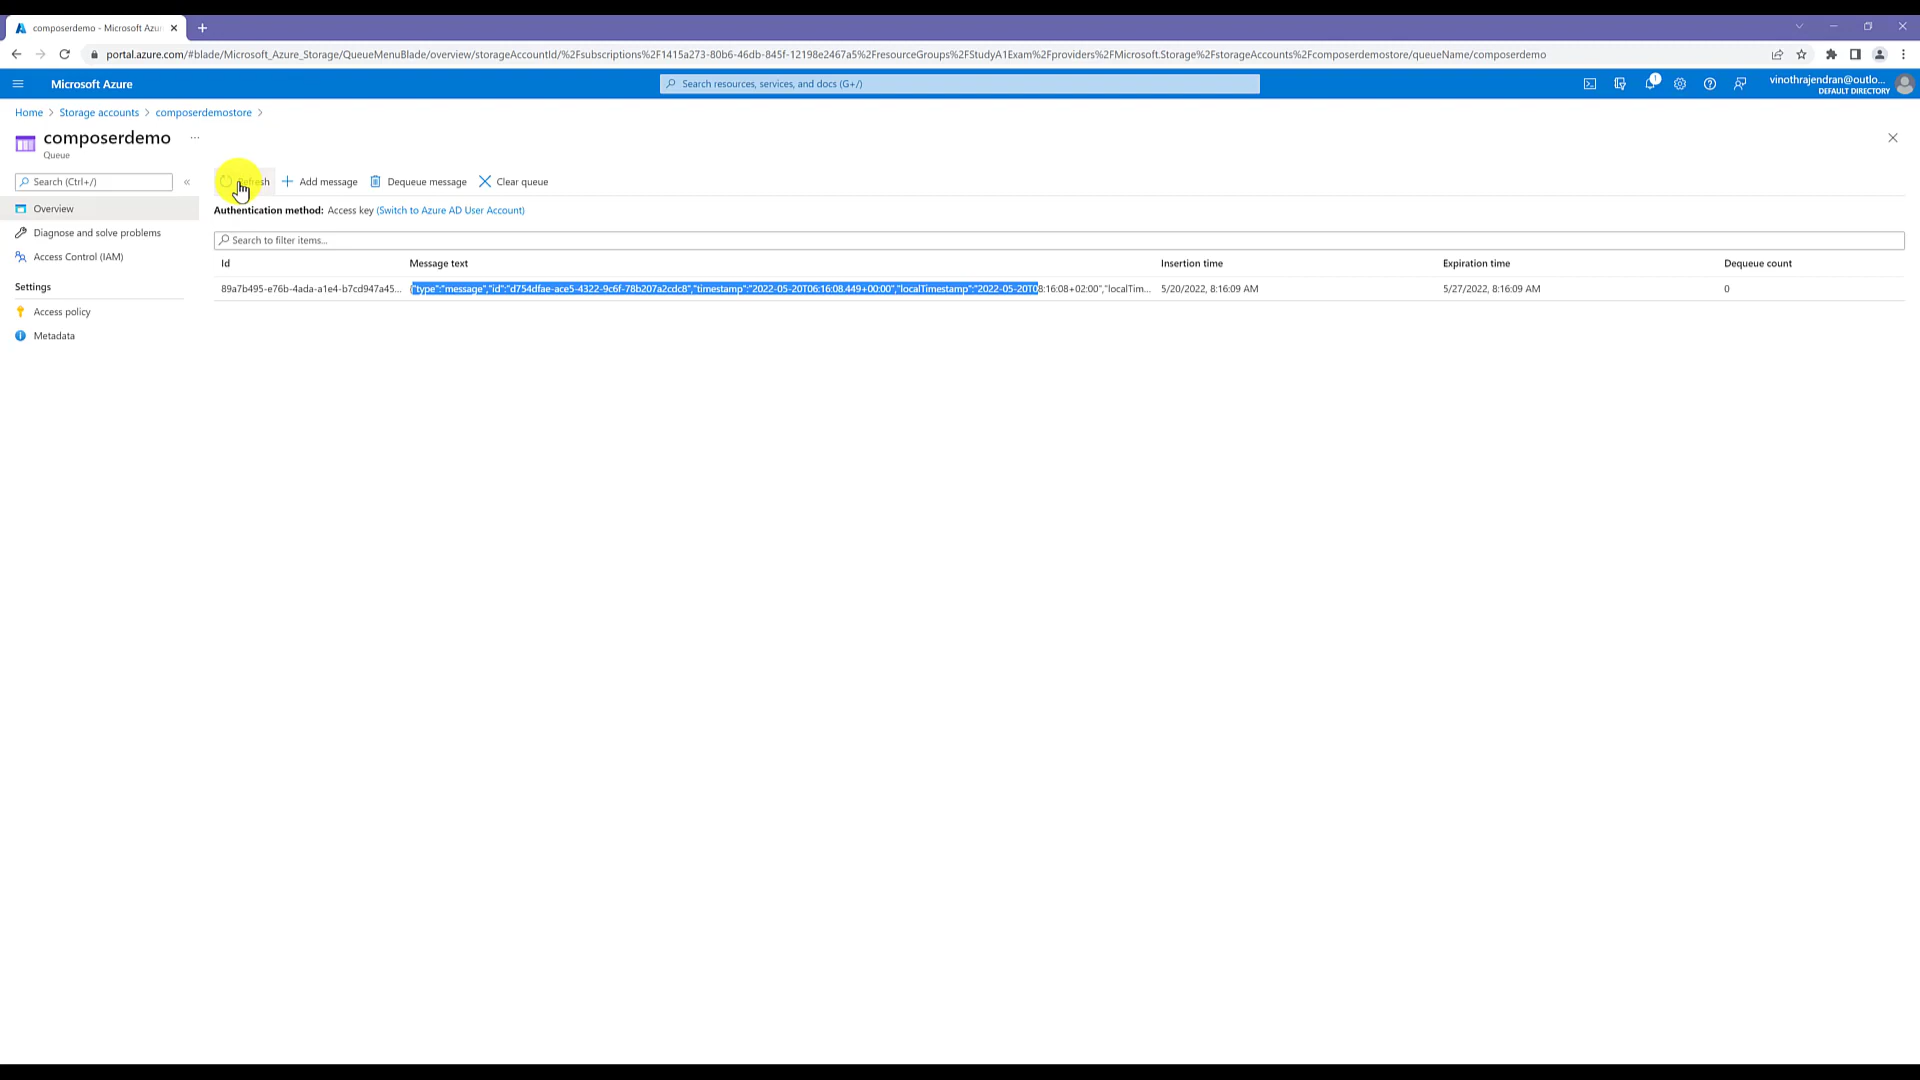 composerdemo - Microsoft Azu
portal.azure.com/#blade/Microsoft_Azure_Storage/QueueMenuBlade/overview/storageAccountId/%2Fsubscriptions%2F1415a273-80b6-46db-845f-12198e2467a5%2FresourceGroups%2FStudyA1Exam%2Fproviders%2FMicrosoft.Storage%2FstorageAccounts%2Fcomposerdemostore/queueName/composerdemo
Microsoft Azure
Search resources, services, and docs (G+/)
1
vinothrajendran@outlo...
DEFAULT DIRECTORY
Home > Storage accounts > composerdemostore >
composerdemo ...
Queue
Search (Ctrl+/) «
Refresh + Add message Dequeue message Clear queue
Overview
Authentication method: Access key (Switch to Azure AD User Account)
Diagnose and solve problems
Search to filter items...
Access Control (IAM)
Id Message text Insertion time Expiration time Dequeue count
Settings
89a7b495-e76b-4ada-a1e4-b7cd947a45... {"type":"message","id":"d754dfae-ace5-4322-9c6f-78b207a2cdc8","timestamp":"2022-05-20T06:16:08.449+00:00","localTimestamp":"2022-05-20T08:16:08+02:00","localTim... 5/20/2022, 8:16:09 AM 5/27/2022, 8:16:09 AM 0
Access policy
Metadata